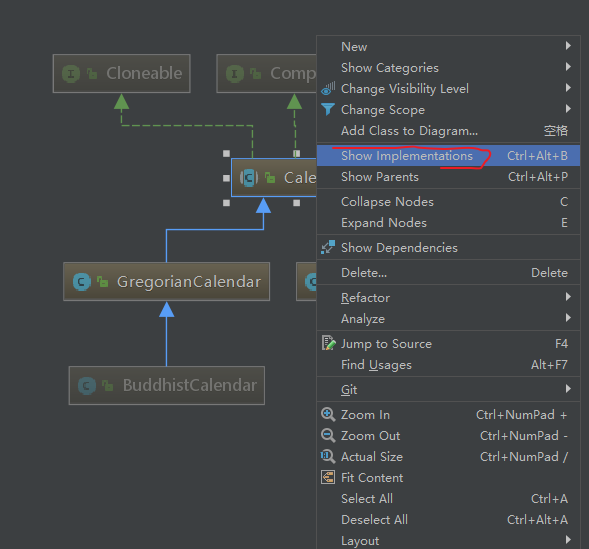 Cloneable
Comp
Cale
GregorianCalendar
BuddhistCalendar
New
Show Categories
Change Visibility Level
Change Scope
Add Class to Diagram... 空格
Show Implementations Ctrl+Alt+B
Show Parents Ctrl+Alt+P
Collapse Nodes C
Expand Nodes E
Show Dependencies
Delete... Delete
Refactor
Analyze
Jump to Source F4
Find Usages Alt+F7
Git
Zoom In Ctrl+NumPad +
Zoom Out Ctrl+NumPad -
Actual Size Ctrl+NumPad /
Fit Content
Select All Ctrl+A
Deselect All Ctrl+Alt+A
Layout